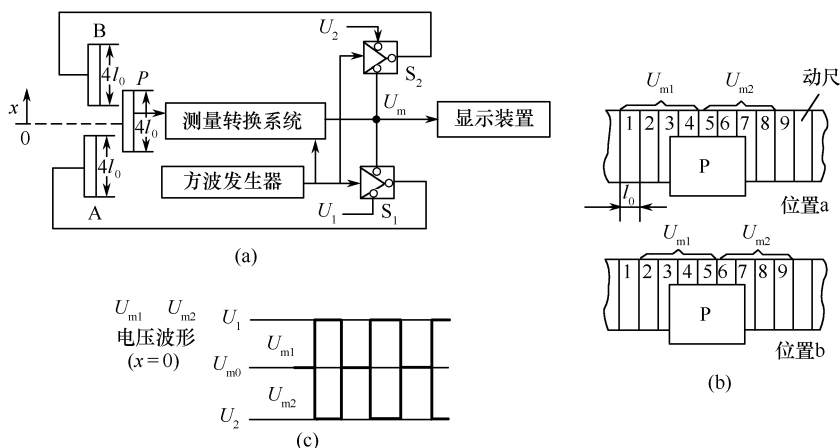 B
4l₀
P
4l₀
x
0
4l₀
A
测量转换系统
方波发生器
U₂
S₂
Uₘ
显示装置
U₁
S₁
(a)
Uₘ₁ Uₘ₂
动尺
1 2 3 4 5 6 7 8 9
P
l₀
位置a
Uₘ₁ Uₘ₂
1 2 3 4 5 6 7 8 9
P
位置b
(b)
Uₘ₁ Uₘ₂
电压波形
(x=0)
U₁
Uₘ₁
Uₘ₀
Uₘ₂
U₂
(c)